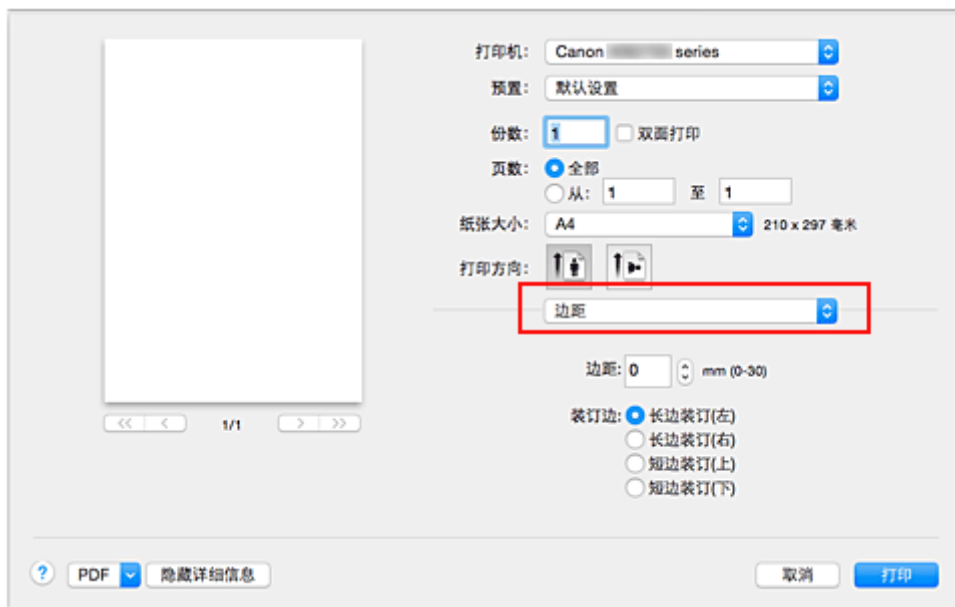 打印机: Canon series
预置: 默认设置
份数: 1 双面打印
页数: 全部
从: 1 至 1
纸张大小: A4 210 x 297 毫米
打印方向:
边距
边距: 0 mm (0-30)
装订边: 长边装订(左)
长边装订(右)
短边装订(上)
短边装订(下)
<< < 1/1 > >>
? PDF 隐藏详细信息 取消 打印